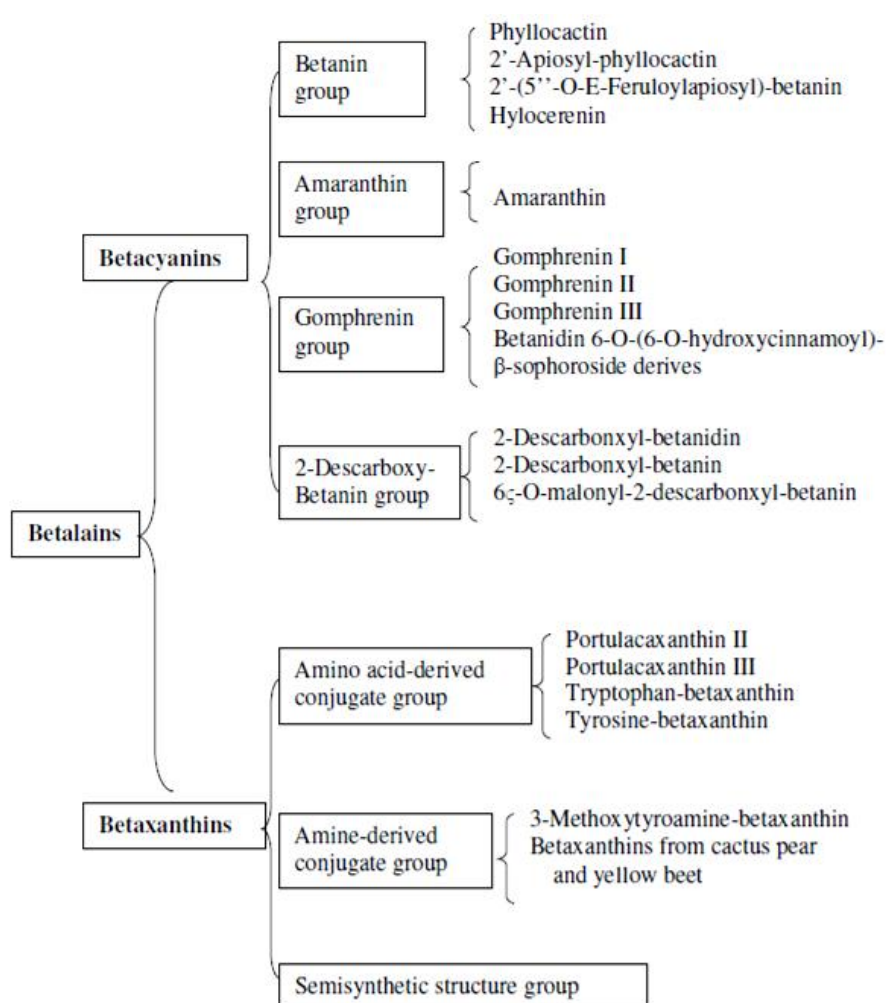 Betanin
group
Phyllocactin
2’-Apiosyl-phyllocactin
2’-(5’’-O-E-Feruloylapiosyl)-betanin
Hylocerenin
Amaranthin
group
Amaranthin
Betacyanins
Gomphrenin
group
Gomphrenin I
Gomphrenin II
Gomphrenin III
Betanidin 6-O-(6-O-hydroxycinnamoyl)-
β-sophoroside derives
2-Descarboxy-
Betanin group
2-Descarbonxyl-betanidin
2-Descarbonxyl-betanin
6ς-O-malonyl-2-descarbonxyl-betanin
Betalains
Amino acid-derived
conjugate group
Portulacaxanthin II
Portulacaxanthin III
Tryptophan-betaxanthin
Tyrosine-betaxanthin
Betaxanthins
Amine-derived
conjugate group
3-Methoxytyroamine-betaxanthin
Betaxanthins from cactus pear
and yellow beet
Semisynthetic structure group